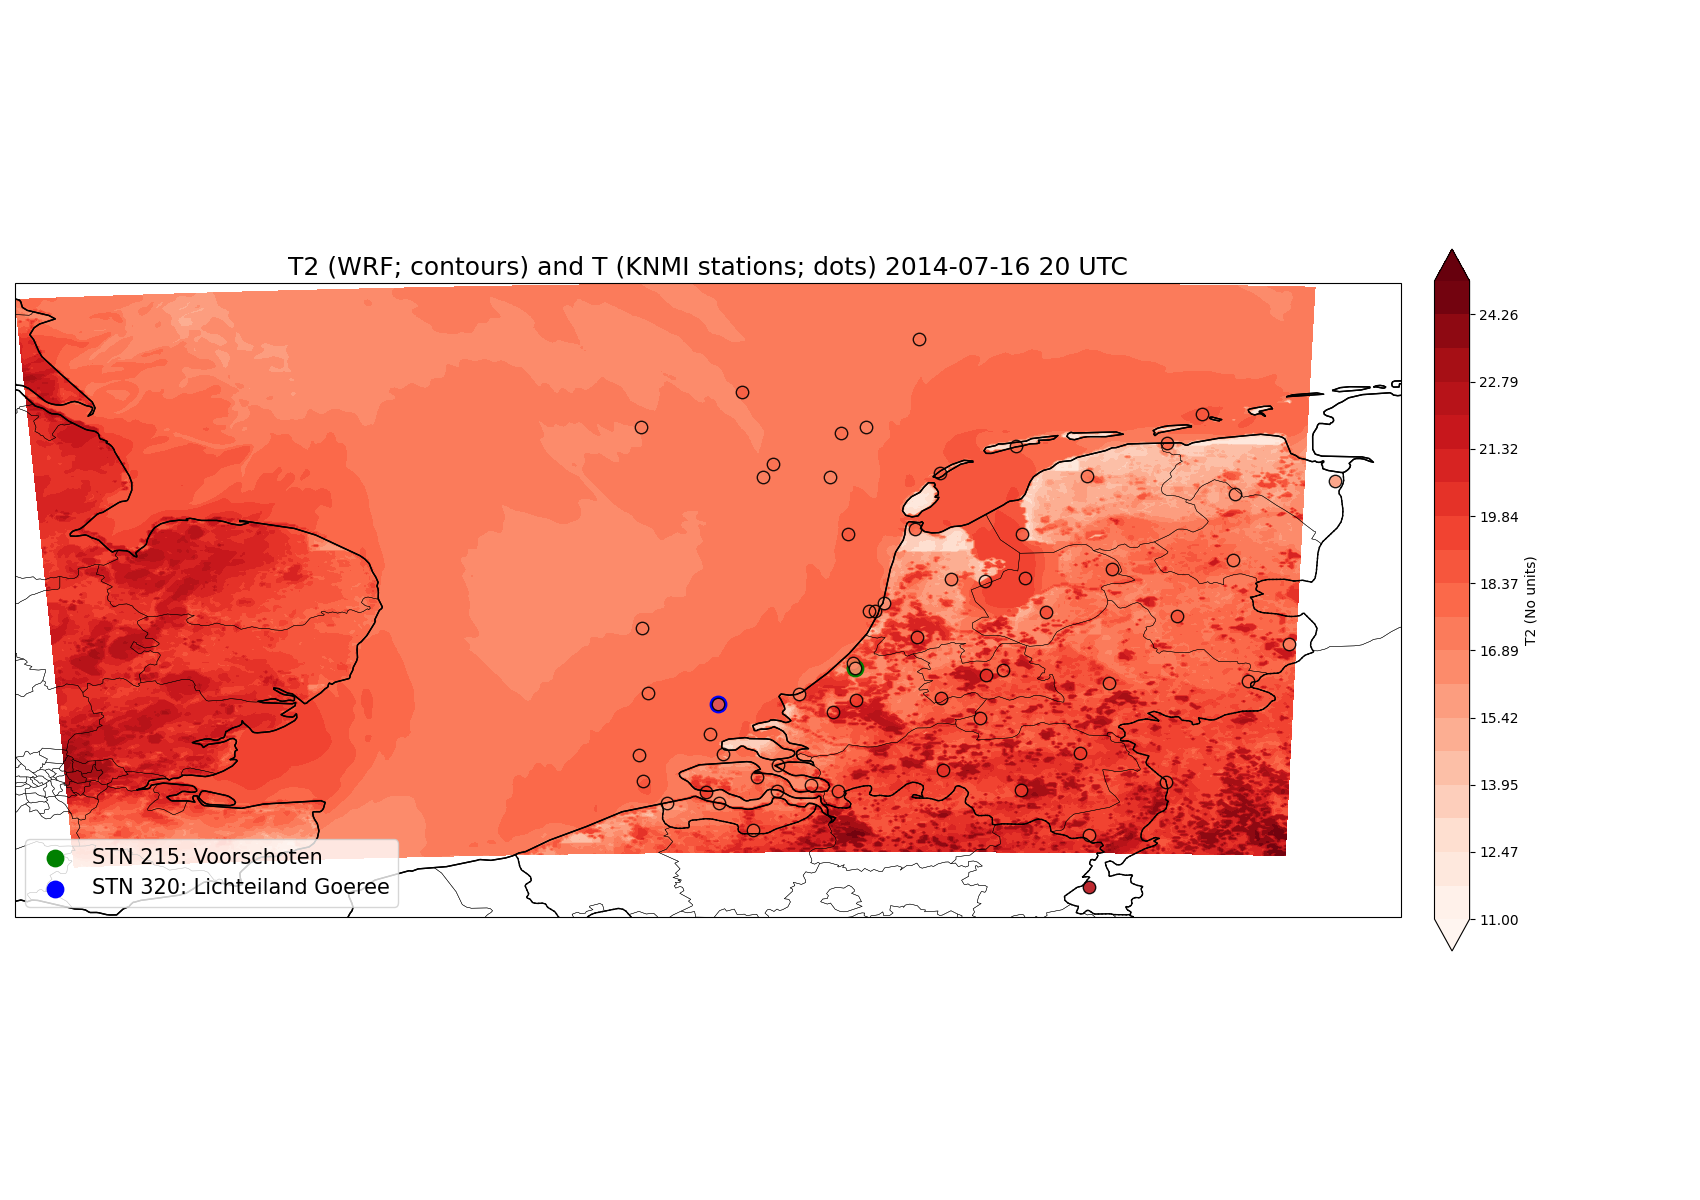 T2 (WRF; contours) and T (KNMI stations; dots) 2014-07-16 20 UTC
24.26
22.79
21.32
19.84
18.37
16.89
15.42
13.95
12.47
11.00
T2 (No units)
STN 215: Voorschoten
STN 320: Lichteiland Goeree